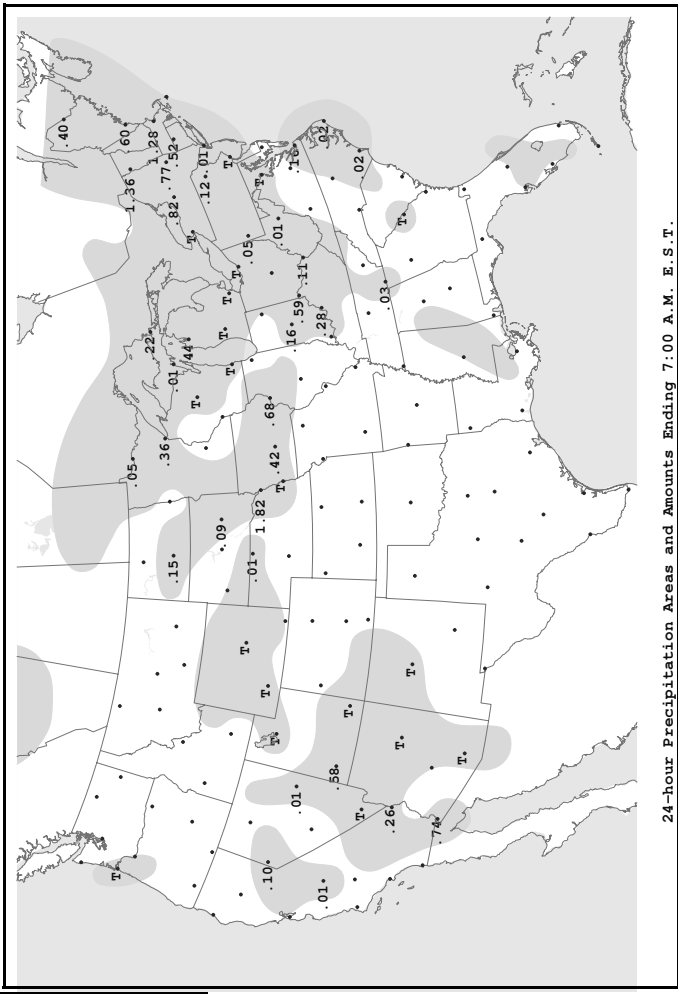 .40
T
.60
1.36
.05
.22
1.28
.36
.77
.15
.01
.82
.52
.44
T
T
.12
.01
.09
T
T
T
T
T
T
.05
.01
T
1.82
T
.10
.68
T
.42
.01
T
.16
.16
.01
.59
.11
.28
.01
.02
.58
T
.02
T
.03
.26
T
T
T
.74
T
24-hour Precipitation Areas and Amounts Ending 7:00 A.M. E.S.T.